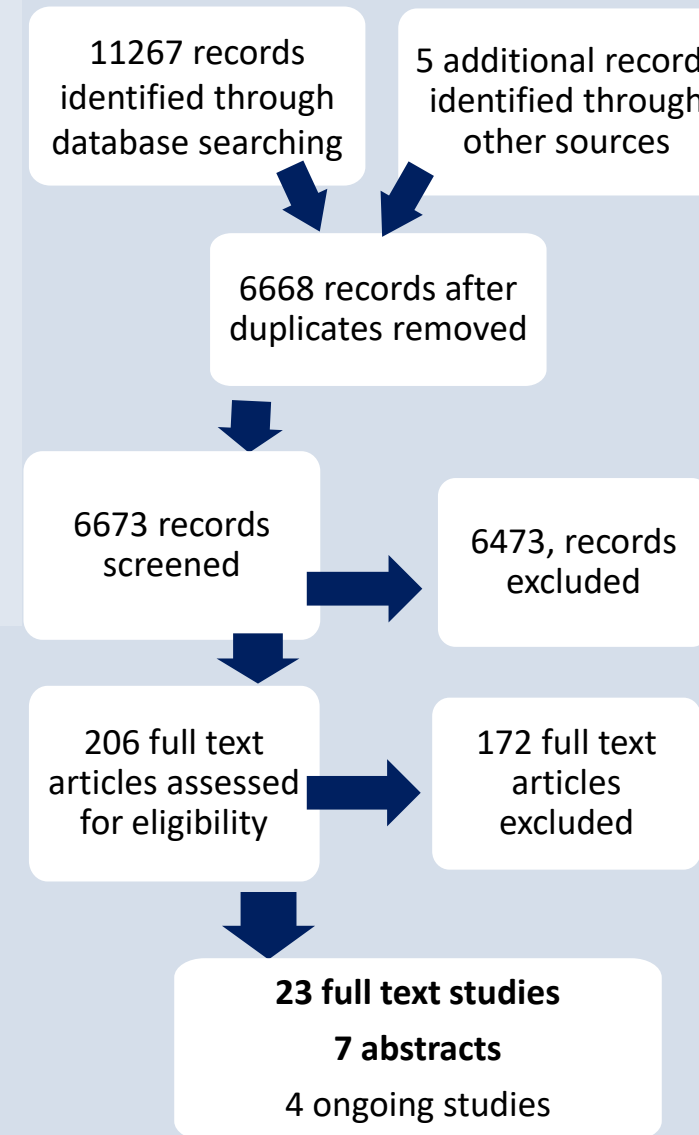 11267 records
identified through
database searching
5 additional record
identified through
other sources
6668 records after
duplicates removed
6673 records
screened
6473, records
excluded
206 full text
articles assessed
for eligibility
172 full text
articles
excluded
23 full text studies
7 abstracts
4 ongoing studies